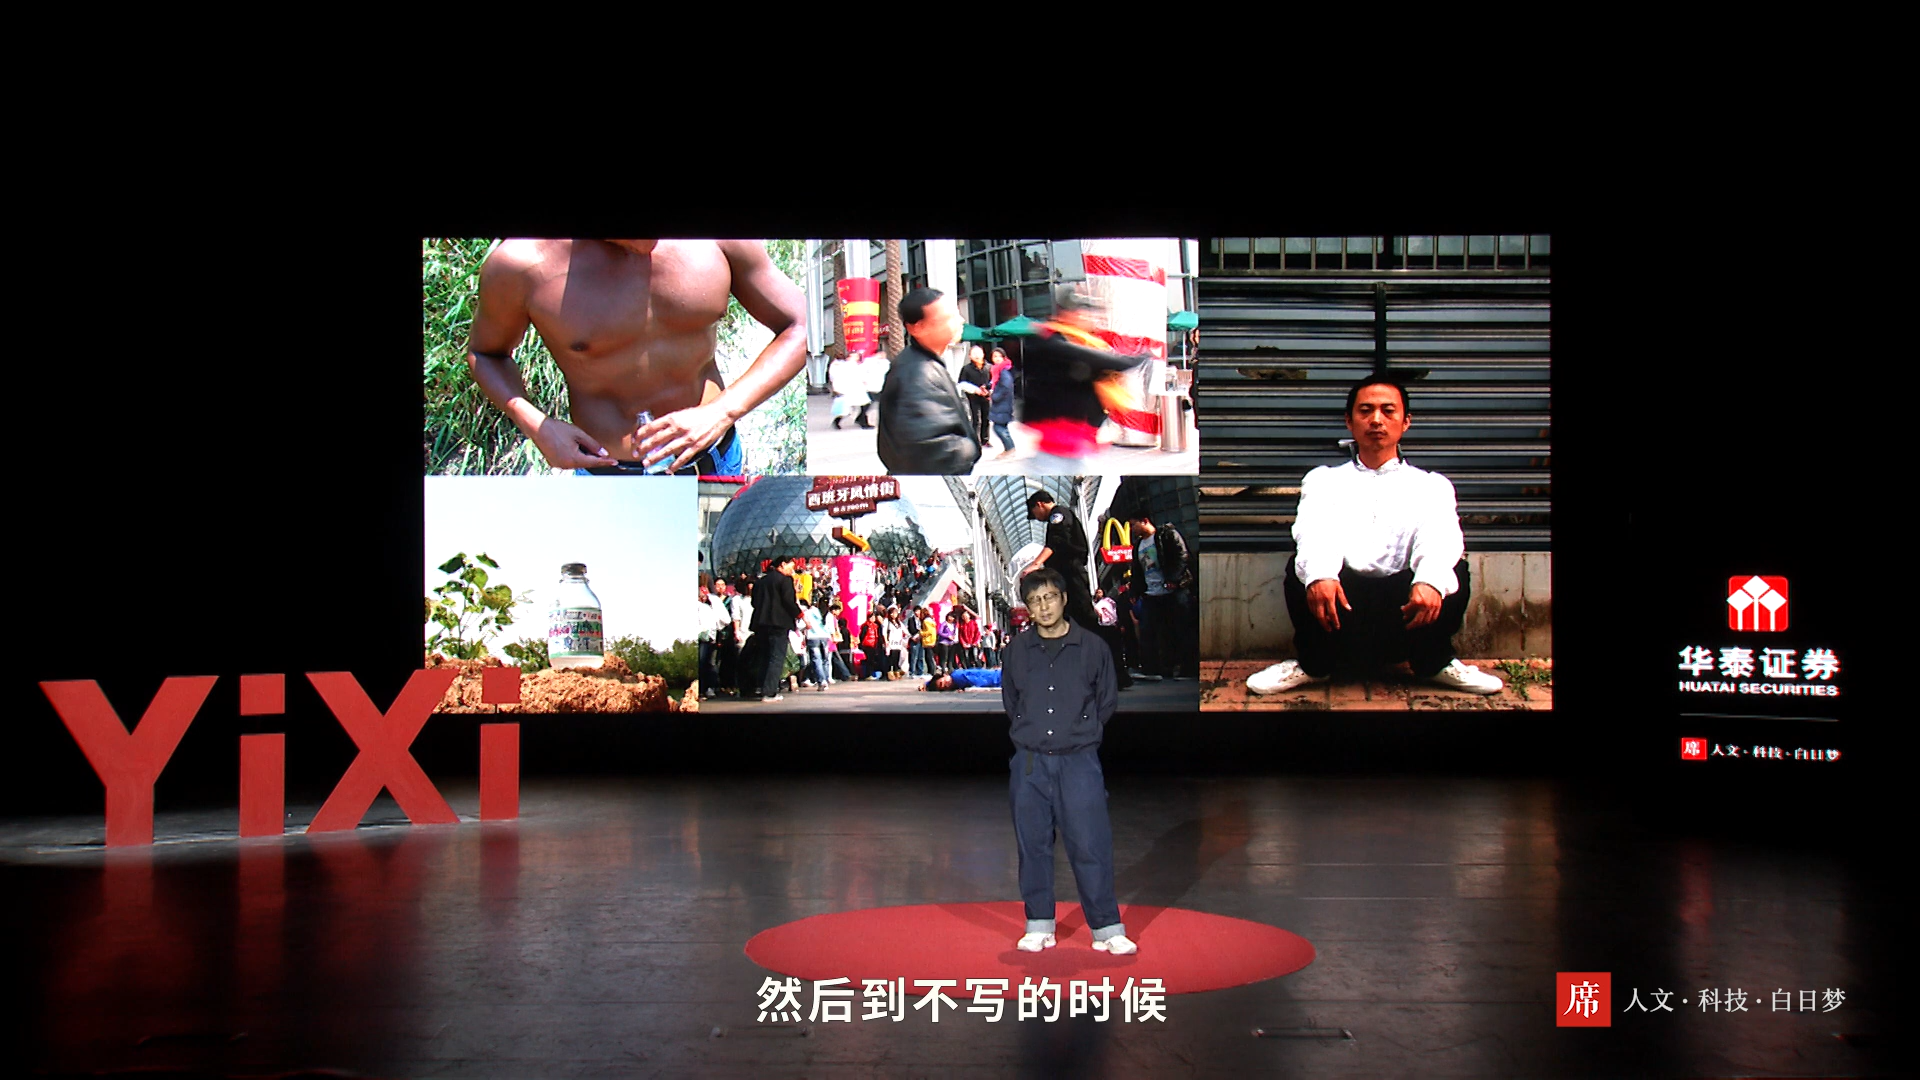 西班牙风情街
YiXi
华泰证券
HUATAI SECURITIES
席 人文·科技·白日梦
然后到不写的时候
席 人文·科技·白日梦